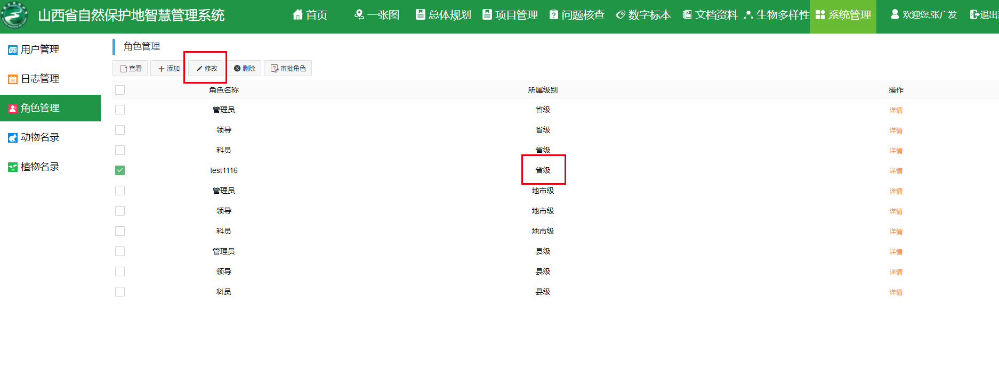 山西省自然保护地智慧管理系统 首页 一张图 总体规划 项目管理 问题核查 数字标本 文档资料 生物多样性 系统管理 欢迎您,张广发 退出
用户管理
日志管理
角色管理
动物名录
植物名录
角色管理
查看 添加 修改 删除 审批角色
角色名称 所属级别 操作
管理员 省级 详情
领导 省级 详情
科员 省级 详情
test1116 省级 详情
管理员 地市级 详情
领导 地市级 详情
科员 地市级 详情
管理员 县级 详情
领导 县级 详情
科员 县级 详情